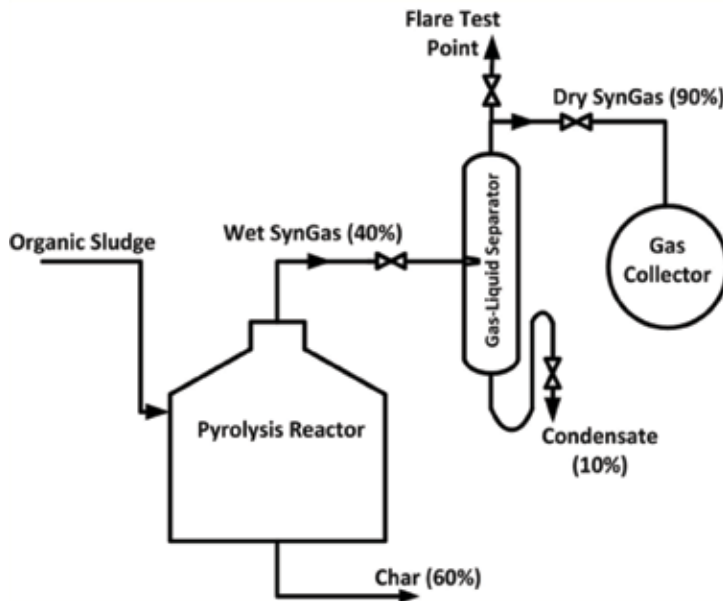 Flare Test
Point
Dry SynGas (90%)
Organic Sludge
Wet SynGas (40%)
Gas-Liquid Separator
Gas
Collector
Pyrolysis Reactor
Condensate
(10%)
Char (60%)